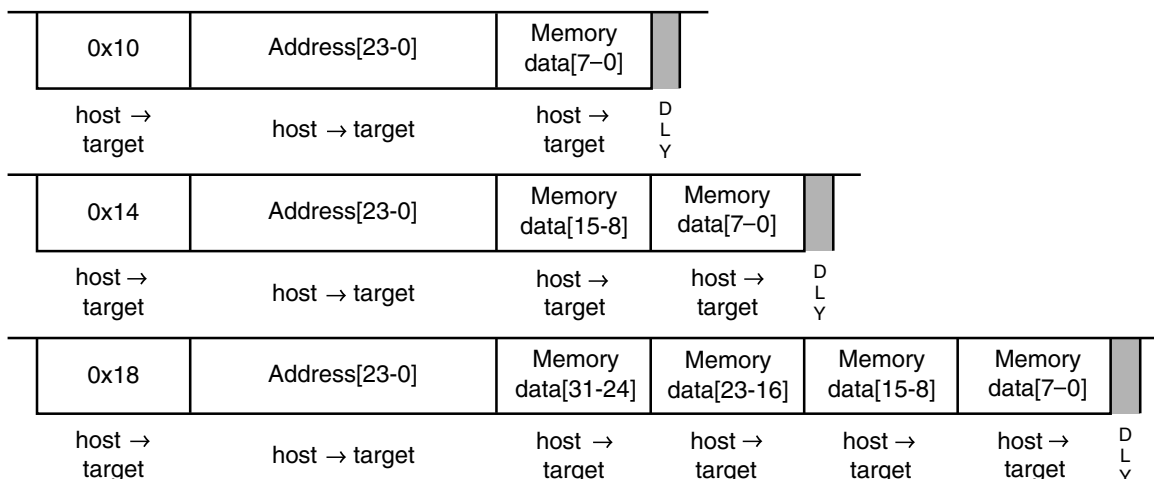 0x10 Address[23-0] Memory data[7–0]
host → target host → target host → target D L Y
0x14 Address[23-0] Memory data[15-8] Memory data[7–0]
host → target host → target host → target host → target D L Y
0x18 Address[23-0] Memory data[31-24] Memory data[23-16] Memory data[15-8] Memory data[7–0]
host → target host → target host → target host → target host → target host → target D L Y